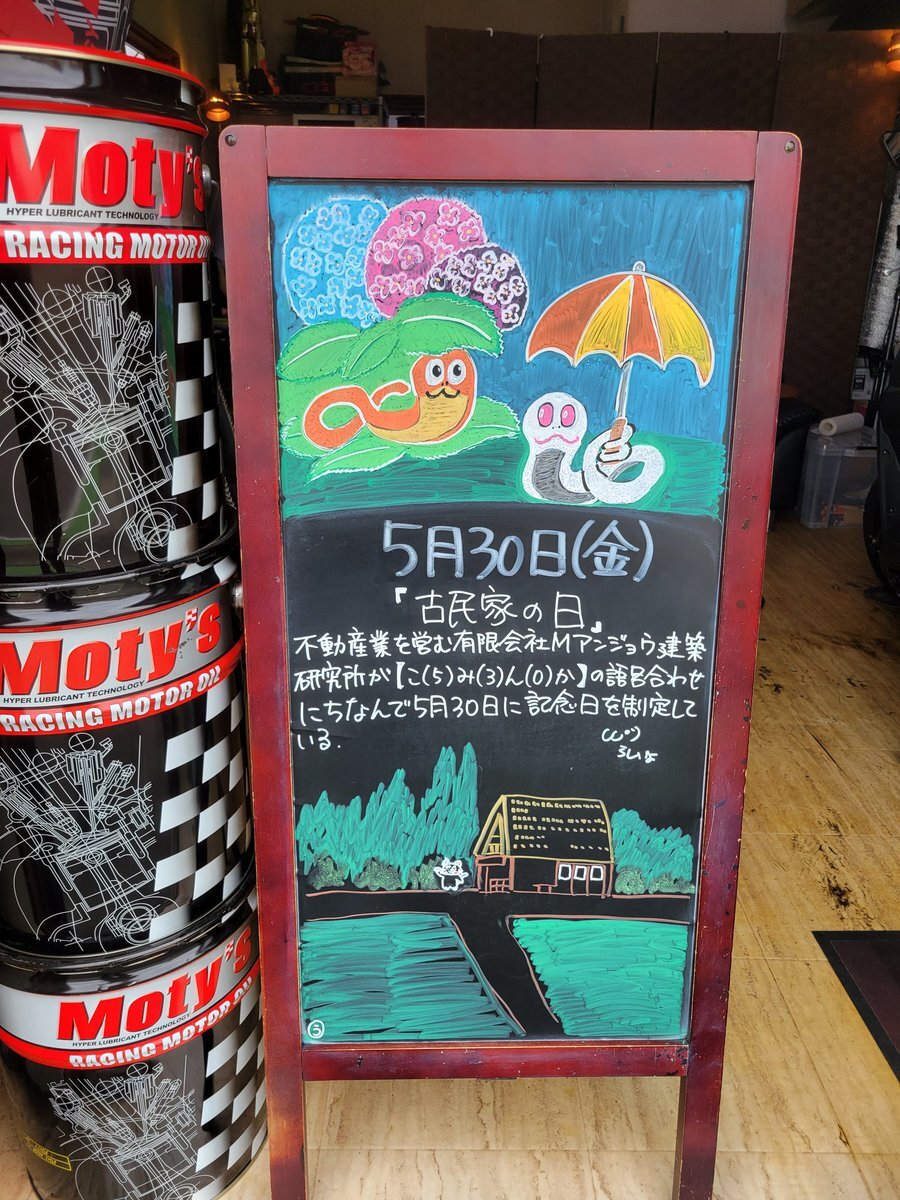 Moty's
HYPER LUBRICANT TECHNOLOGY
RACING MOTOR OIL
Moty's
HYPER LUBRICANT TECHNOLOGY
RACING MOTOR OIL
Moty's
HYPER LUBRICANT TECHNOLOGY
RACING MOTOR OIL
5月30日(金)
『古民家の日』
不動産業を営む有限会社Mアンジョウ建築
研究所が【こ(5)み(3)ん(0)か】の語呂合わせ
にちなんで5月30日に記念日を制定して
いる.
う